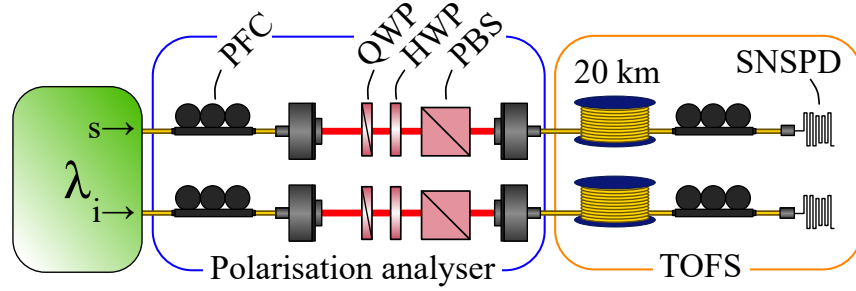 PFC
QWP
HWP
PBS
20 km
SNSPD
s→
λ
i→
Polarisation analyser
TOFS